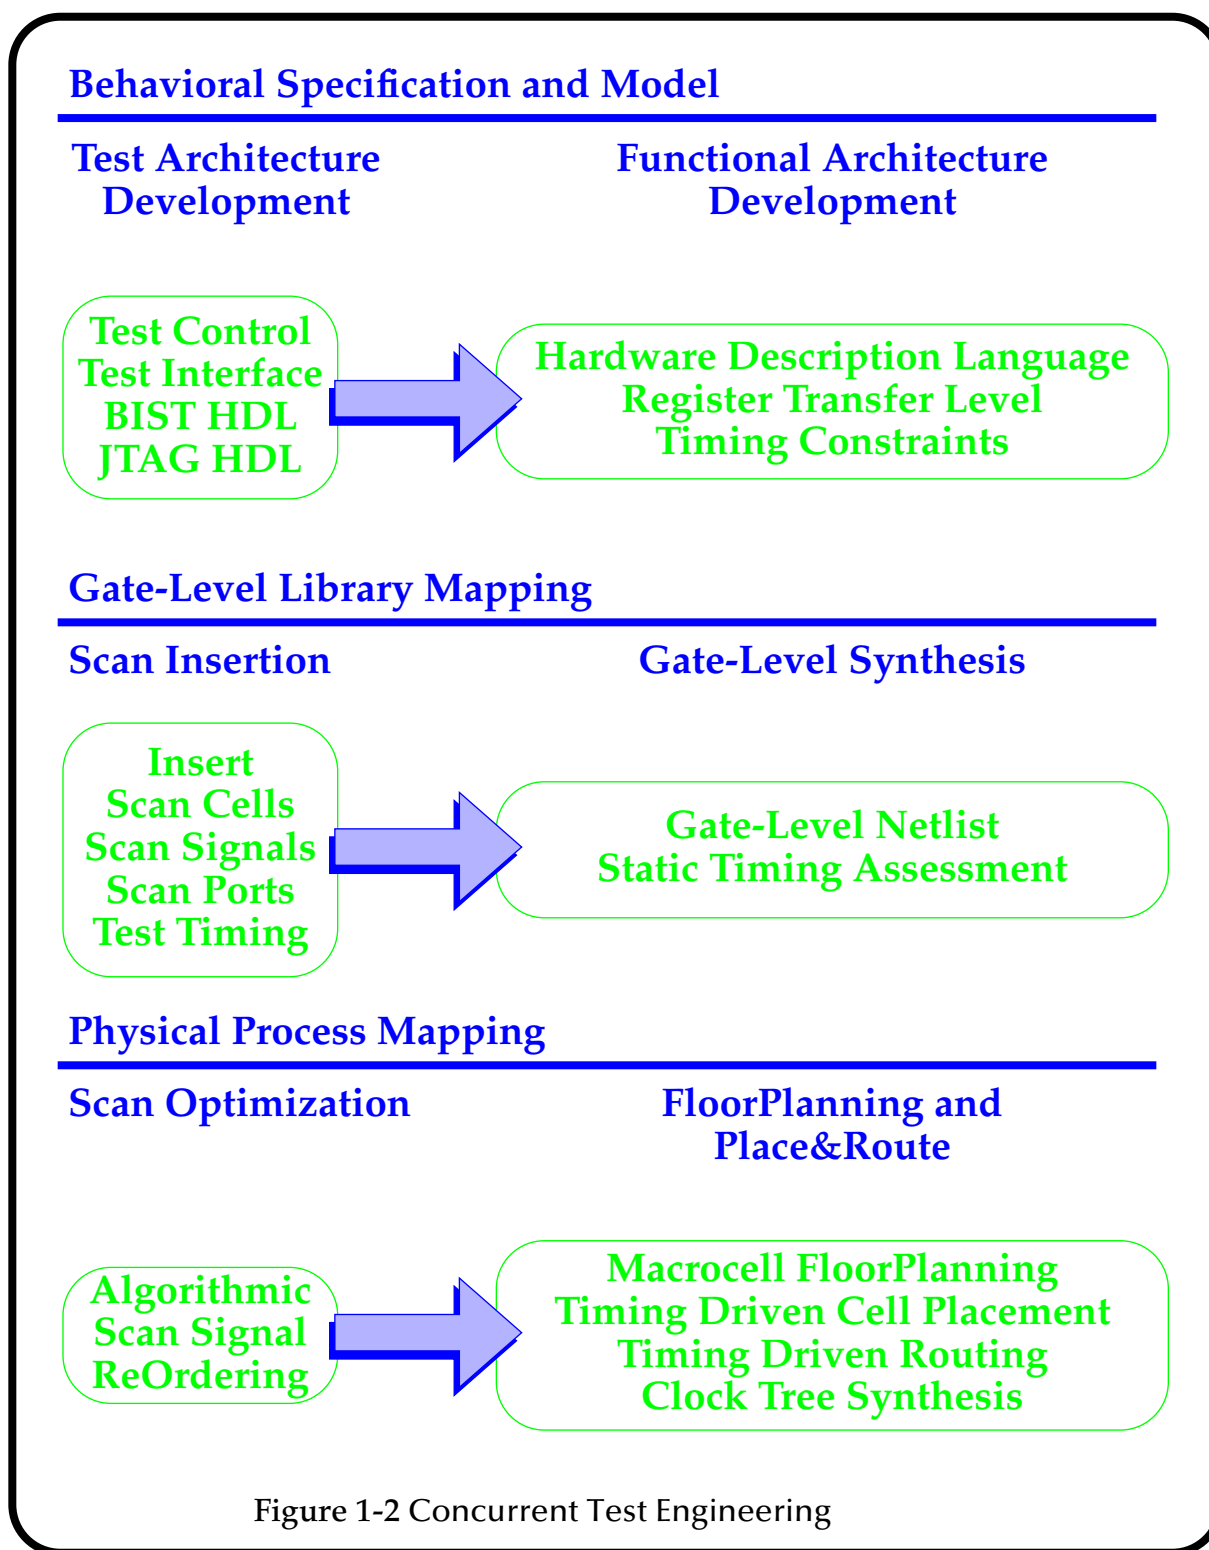 Behavioral Specification and Model
Test Architecture
Development
Functional Architecture
Development
Test Control
Test Interface
BIST HDL
JTAG HDL
Hardware Description Language
Register Transfer Level
Timing Constraints
Gate-Level Library Mapping
Scan Insertion
Gate-Level Synthesis
Insert
Scan Cells
Scan Signals
Scan Ports
Test Timing
Gate-Level Netlist
Static Timing Assessment
Physical Process Mapping
Scan Optimization
FloorPlanning and
Place&Route
Algorithmic
Scan Signal
ReOrdering
Macrocell FloorPlanning
Timing Driven Cell Placement
Timing Driven Routing
Clock Tree Synthesis
Figure 1-2 Concurrent Test Engineering